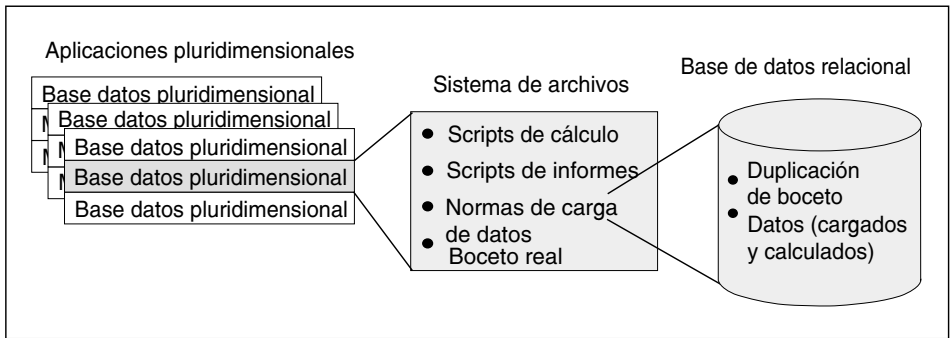 Aplicaciones pluridimensionales
Base datos pluridimensional
Base datos pluridimensional
Base datos pluridimensional
Base datos pluridimensional
Base datos pluridimensional
Sistema de archivos
• Scripts de cálculo
• Scripts de informes
• Normas de carga
de datos
• Boceto real
Base de datos relacional
• Duplicación
de boceto
• Datos (cargados
y calculados)